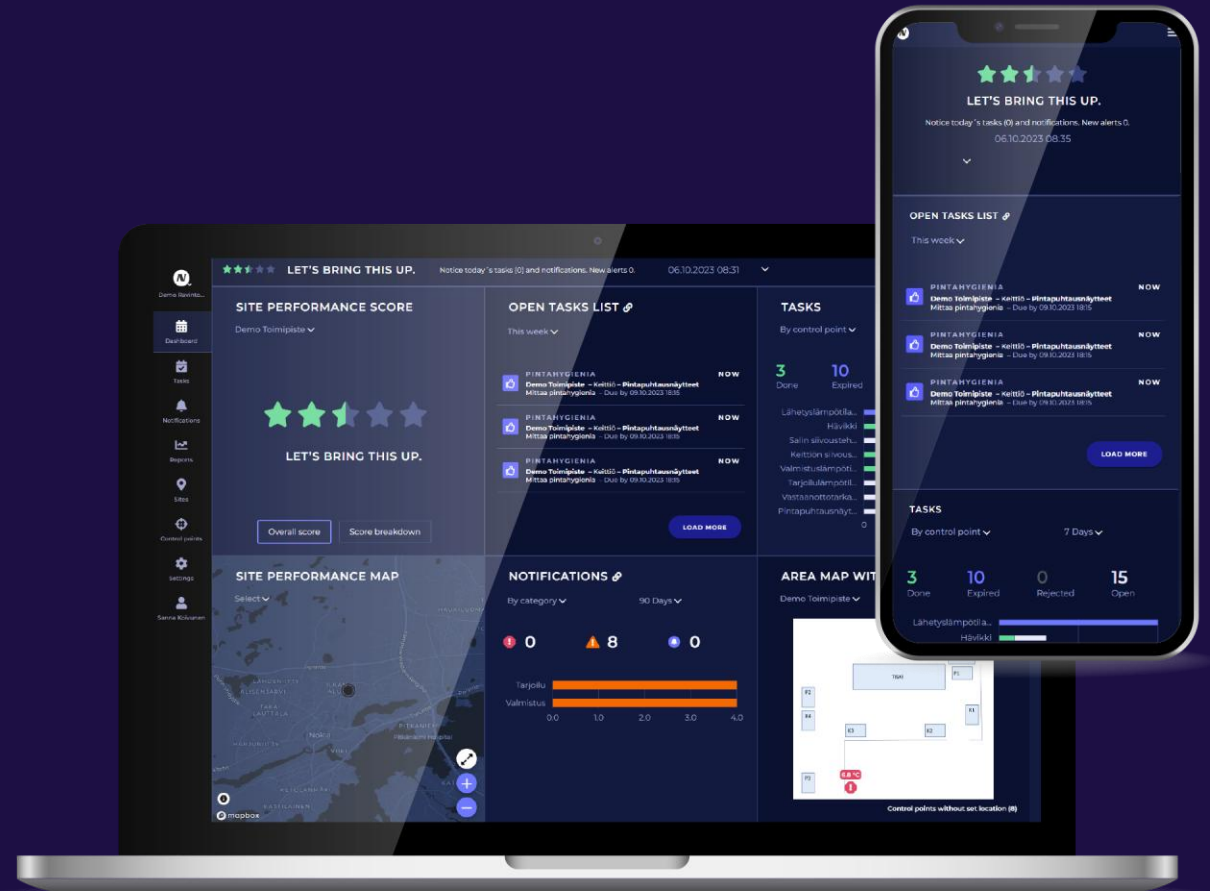 LET'S BRING THIS UP. Notice today´s tasks (0) and notifications. New alerts 0. 06.10.2023 08.31
Demo Ravinto...
Dashboard
Tasks
Notifications
Reports
Sites
Control points
Settings
Sanna Koivunen
SITE PERFORMANCE SCORE
Demo Toimipiste
LET'S BRING THIS UP.
Overall score
Score breakdown
OPEN TASKS LIST
This week
PINTAHYGIENIA NOW
Demo Toimipiste – Keittiö – Pintapuhtausnäytteet
Mittaa pintahygienia – Due by 09.10.2023 18:15
PINTAHYGIENIA NOW
Demo Toimipiste – Keittiö – Pintapuhtausnäytteet
Mittaa pintahygienia – Due by 09.10.2023 18:15
PINTAHYGIENIA NOW
Demo Toimipiste – Keittiö – Pintapuhtausnäytteet
Mittaa pintahygienia – Due by 09.10.2023 18:15
LOAD MORE
TASKS
By control point
3 10
Done Expired
Lähetyslämpötila...
Hävikki
Salin siivousteh...
Keittiön siivous...
Valmistuslämpöti...
Tarjoilulämpötil...
Vastaanottotarka...
Pintapuhtausnäyt...
0
SITE PERFORMANCE MAP
Select
Nokia
mapbox
NOTIFICATIONS
By category 90 Days
0 8 0
Tarjoilu
Valmistus
0.0 1.0 2.0 3.0 4.0
AREA MAP WIT
Demo Toimipiste
P1
P2
K1
K3
K2
6.8 °C
Control points without set location (8)
LET'S BRING THIS UP.
Notice today´s tasks (0) and notifications. New alerts 0.
06.10.2023 08.35
OPEN TASKS LIST
This week
PINTAHYGIENIA NOW
Demo Toimipiste – Keittiö – Pintapuhtausnäytteet
Mittaa pintahygienia – Due by 09.10.2023 18:15
PINTAHYGIENIA NOW
Demo Toimipiste – Keittiö – Pintapuhtausnäytteet
Mittaa pintahygienia – Due by 09.10.2023 18:15
PINTAHYGIENIA NOW
Demo Toimipiste – Keittiö – Pintapuhtausnäytteet
Mittaa pintahygienia – Due by 09.10.2023 18:15
LOAD MORE
TASKS
By control point 7 Days
3 10 0 15
Done Expired Rejected Open
Lähetyslämpötila...
Hävikki